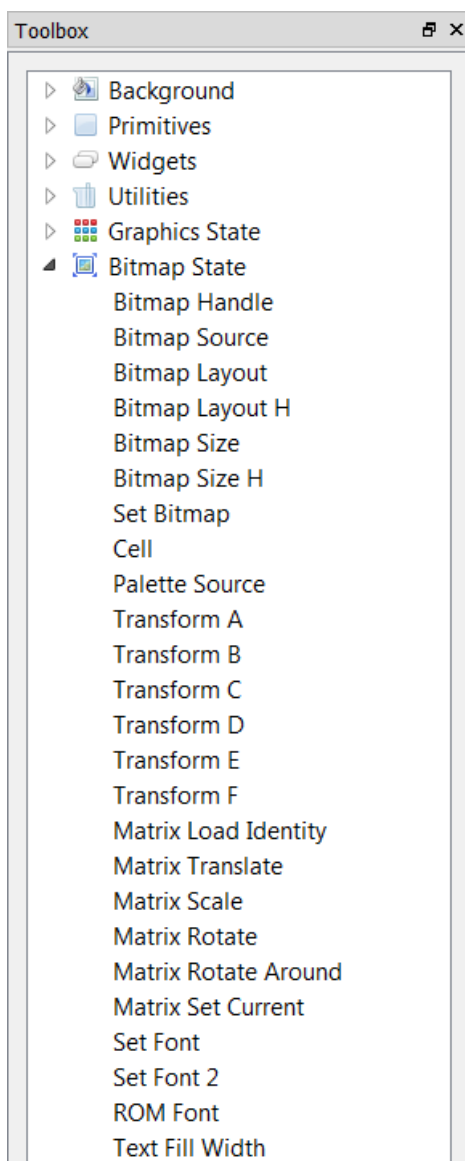 Toolbox
Background
Primitives
Widgets
Utilities
Graphics State
Bitmap State
Bitmap Handle
Bitmap Source
Bitmap Layout
Bitmap Layout H
Bitmap Size
Bitmap Size H
Set Bitmap
Cell
Palette Source
Transform A
Transform B
Transform C
Transform D
Transform E
Transform F
Matrix Load Identity
Matrix Translate
Matrix Scale
Matrix Rotate
Matrix Rotate Around
Matrix Set Current
Set Font
Set Font 2
ROM Font
Text Fill Width